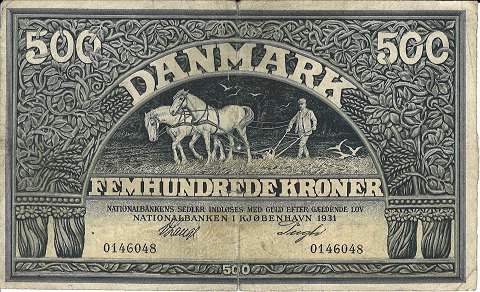 500 500
DANMARK
FEMHUNDREDE KRONER
NATIONALBANKENS SEDLER INDLØSES MED GULD EFTER GÆLDENDE LOV
NATIONALBANKEN I KJØBENHAVN 1931
0146048 0146048
500